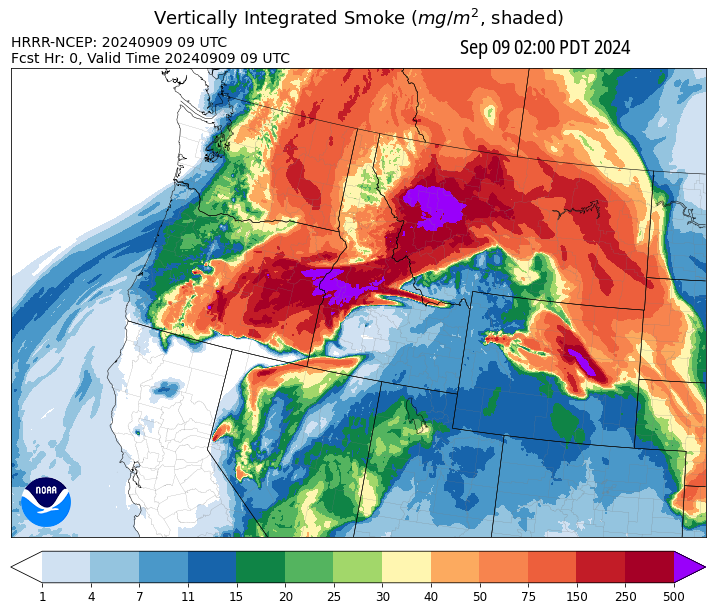 Vertically Integrated Smoke (mg/m², shaded)
HRRR-NCEP: 20240909 09 UTC
Sep 09 02:00 PDT 2024
Fcst Hr: 0, Valid Time 20240909 09 UTC
NOAA
1 4 7 11 15 20 25 30 40 50 75 150 250 500